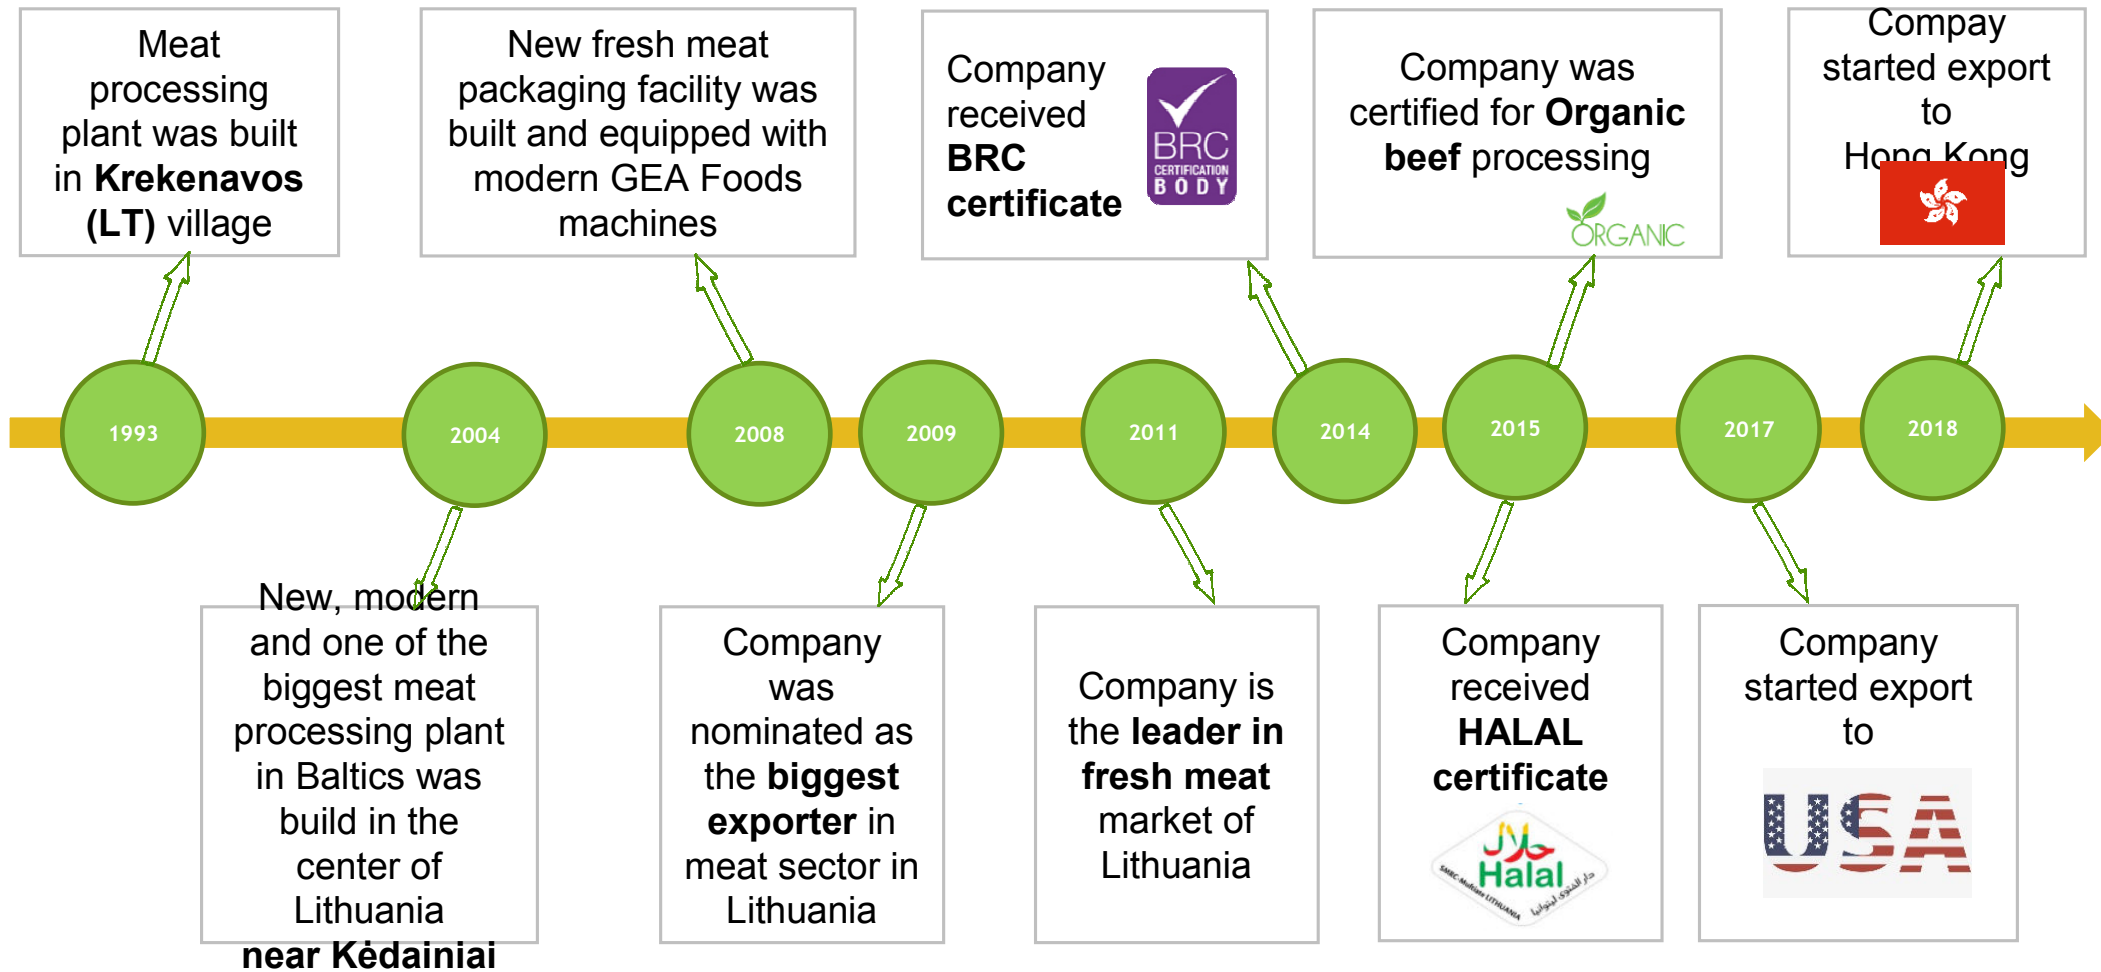 Meat
processing
plant was built
in Krekenavos
(LT) village
New fresh meat
packaging facility was
built and equipped with
modern GEA Foods
machines
Company
received
BRC
certificate
BRC
CERTIFICATION
BODY
Company was
certified for Organic
beef processing
ORGANIC
Compay
started export
to
Hong Kong
1993
2004
2008
2009
2011
2014
2015
2017
2018
New, modern
and one of the
biggest meat
processing plant
in Baltics was
build in the
center of
Lithuania
near Kėdainiai
Company
was
nominated as
the biggest
exporter in
meat sector in
Lithuania
Company is
the leader in
fresh meat
market of
Lithuania
Company
received
HALAL
certificate
حلال
Halal
LITHUANIA
دار الفتوى ليتوانيا
Company
started export
to
USA